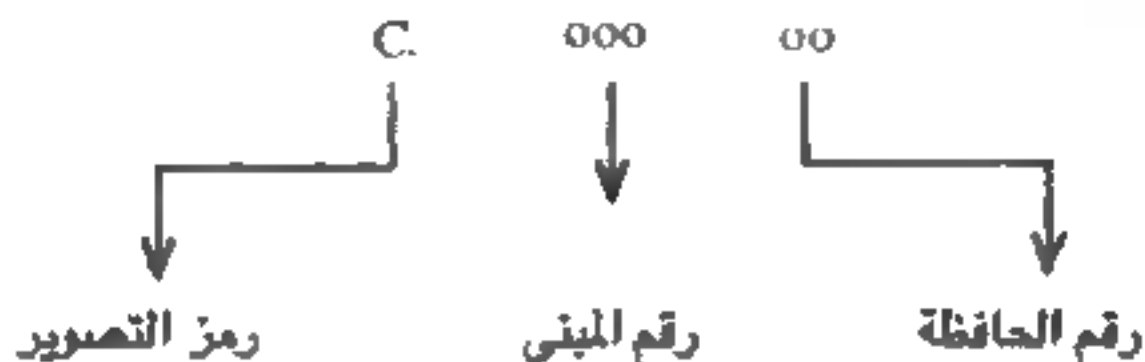 C. 000 00
رمز التصوير رقم المبنى رقم الحافظة